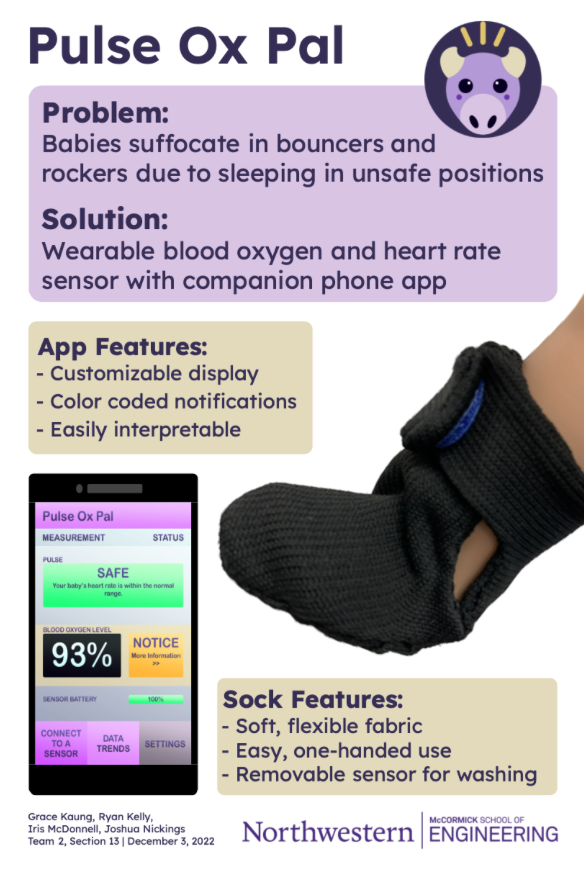 Pulse Ox Pal
Problem:
Babies suffocate in bouncers and
rockers due to sleeping in unsafe positions
Solution:
Wearable blood oxygen and heart rate
sensor with companion phone app
App Features:
- Customizable display
- Color coded notifications
- Easily interpretable
Pulse Ox Pal
MEASUREMENT STATUS
PULSE
SAFE
Your baby's heart rate is within the normal
range.
BLOOD OXYGEN LEVEL
93%
NOTICE
More Information
>>
SENSOR BATTERY 100%
CONNECT
TO A
SENSOR
DATA
TRENDS
SETTINGS
Sock Features:
- Soft, flexible fabric
- Easy, one-handed use
- Removable sensor for washing
Grace Kaung, Ryan Kelly,
Iris McDonnell, Joshua Nickings
Team 2, Section 13 | December 3, 2022
Northwestern
McCORMICK SCHOOL OF
ENGINEERING